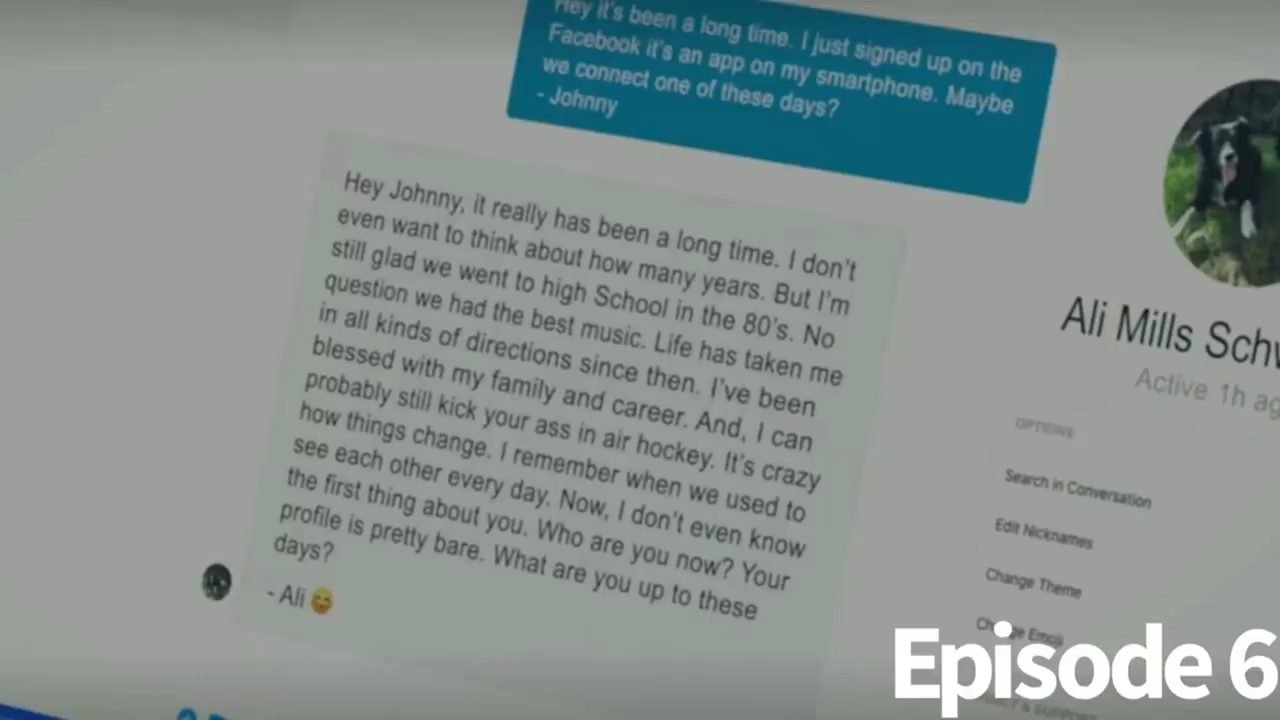 Hey it's been a long time. I just signed up on the
Facebook it's an app on my smartphone. Maybe
we connect one of these days?
- Johnny
Hey Johnny, it really has been a long time. I don't
even want to think about how many years. But I'm
still glad we went to high School in the 80's. No
question we had the best music. Life has taken me
in all kinds of directions since then. I've been
blessed with my family and career. And, I can
probably still kick your ass in air hockey. It's crazy
how things change. I remember when we used to
see each other every day. Now, I don't even know
the first thing about you. Who are you now? Your
profile is pretty bare. What are you up to these
days?
- Ali 😊
Ali Mills
Active 1h
OPTIONS
Search in Conversation
Edit Nicknames
Change Theme
Change Emoji
& SUPPORT
Episode 6